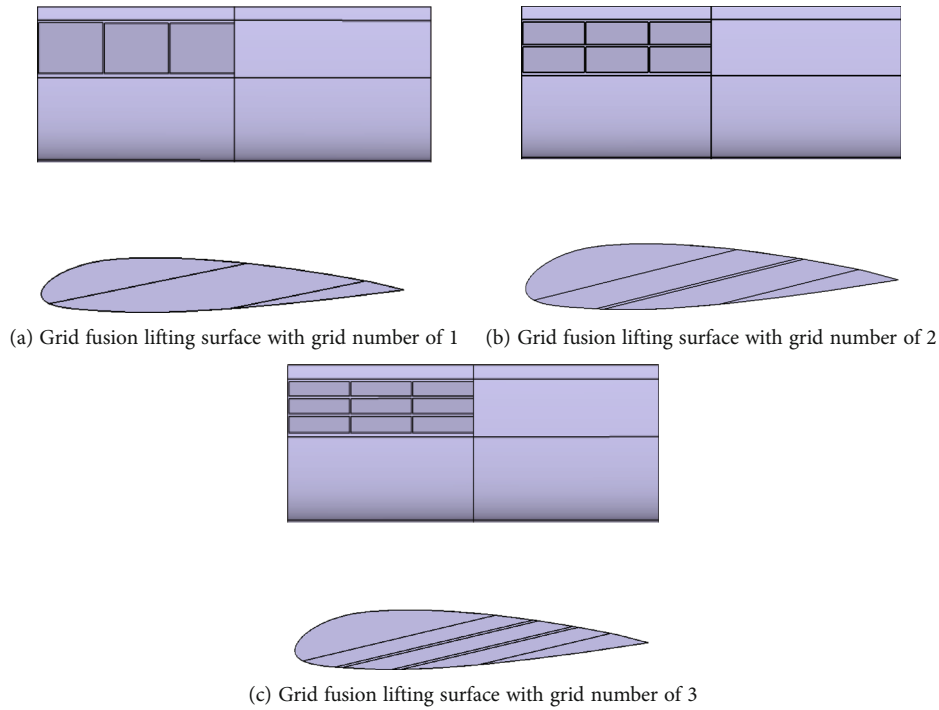 (a) Grid fusion lifting surface with grid number of 1
(b) Grid fusion lifting surface with grid number of 2
(c) Grid fusion lifting surface with grid number of 3